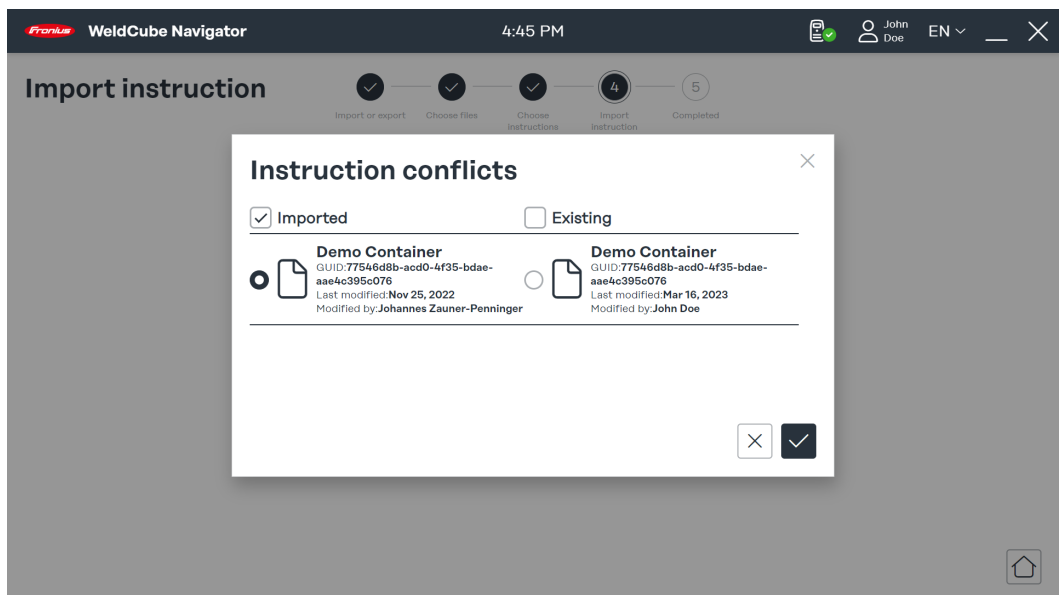 Fronius WeldCube Navigator 4:45 PM John Doe EN
Import instruction
4 5
Import or export Choose files Choose instructions Import instruction Completed
Instruction conflicts
Imported Existing
Demo Container
GUID:77546d8b-acd0-4f35-bdae-
aae4c395c076
Last modified:Nov 25, 2022
Modified by:Johannes Zauner-Penninger
Demo Container
GUID:77546d8b-acd0-4f35-bdae-
aae4c395c076
Last modified:Mar 16, 2023
Modified by:John Doe